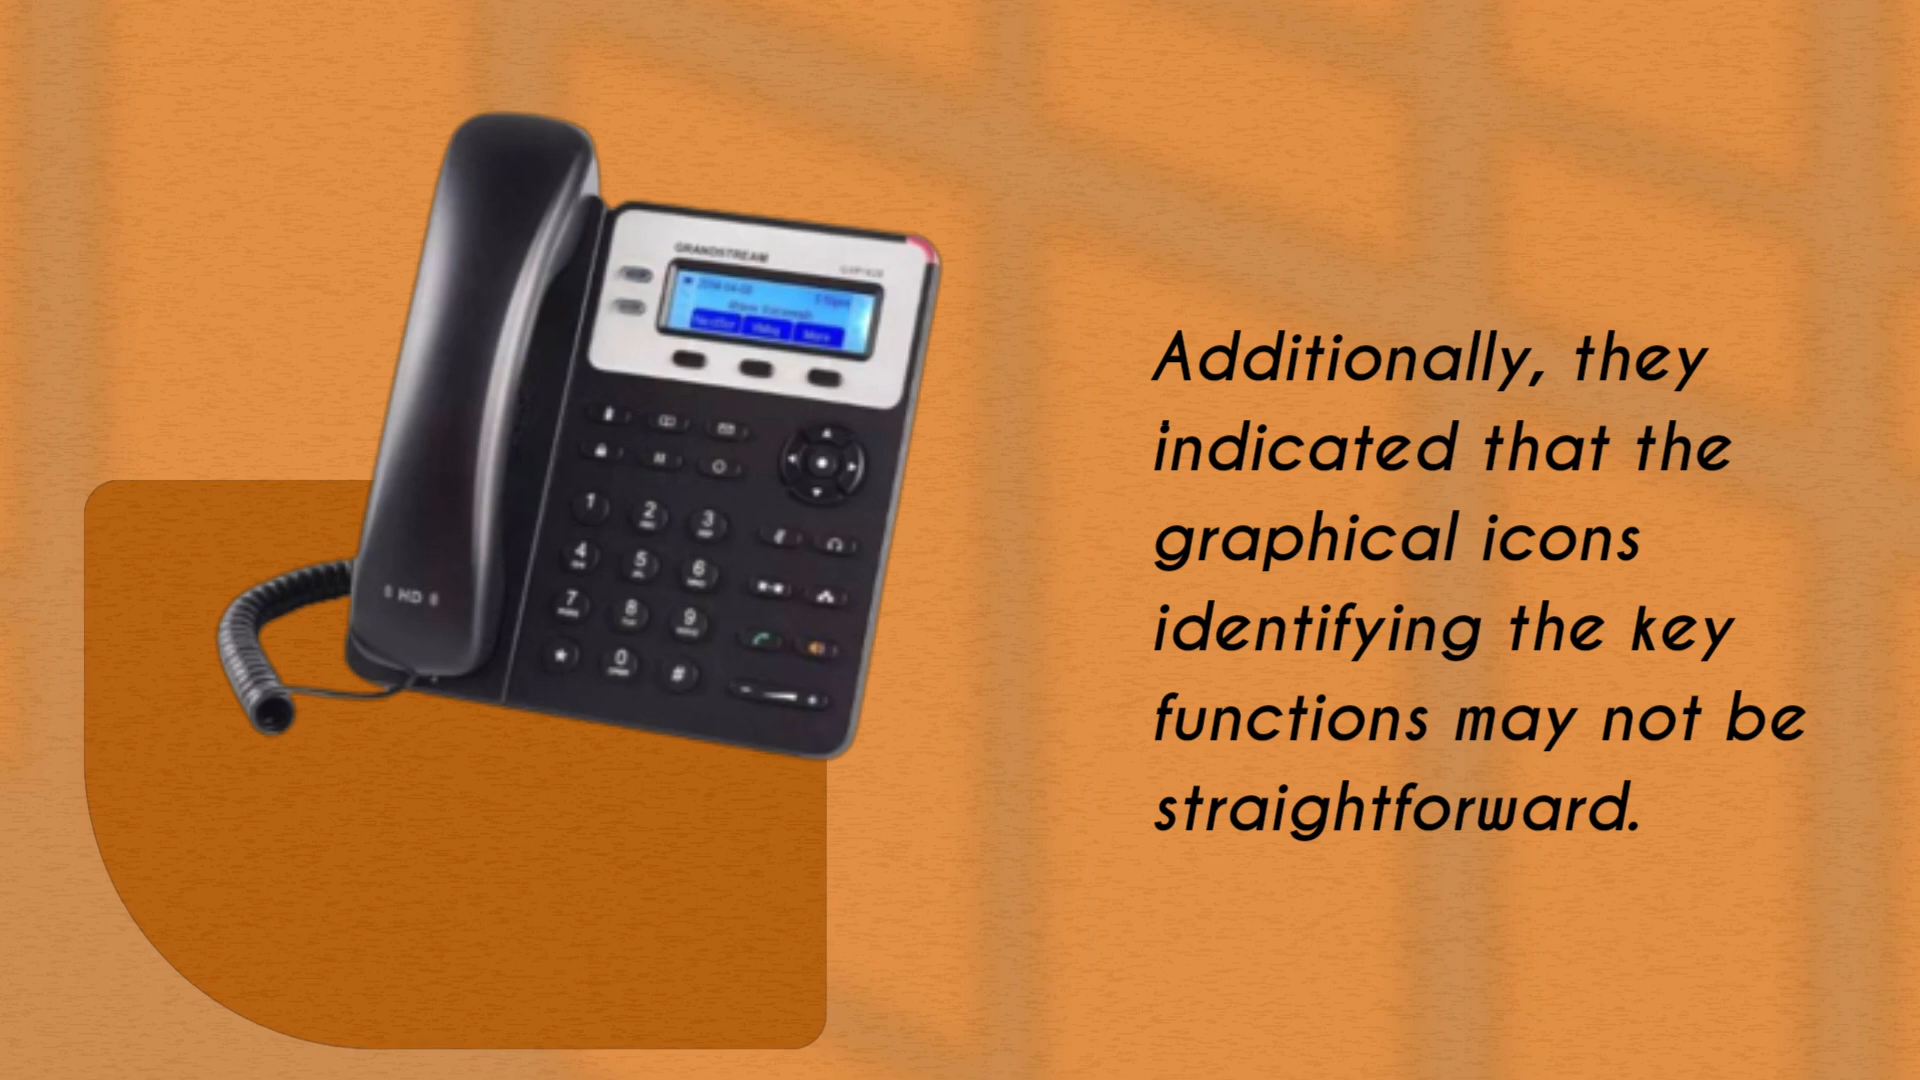 GRANDSTREAM
HD
1
2
3
4
5
6
7
8
9
*
0
#
Additionally, they
indicated that the
graphical icons
identifying the key
functions may not be
straightforward.